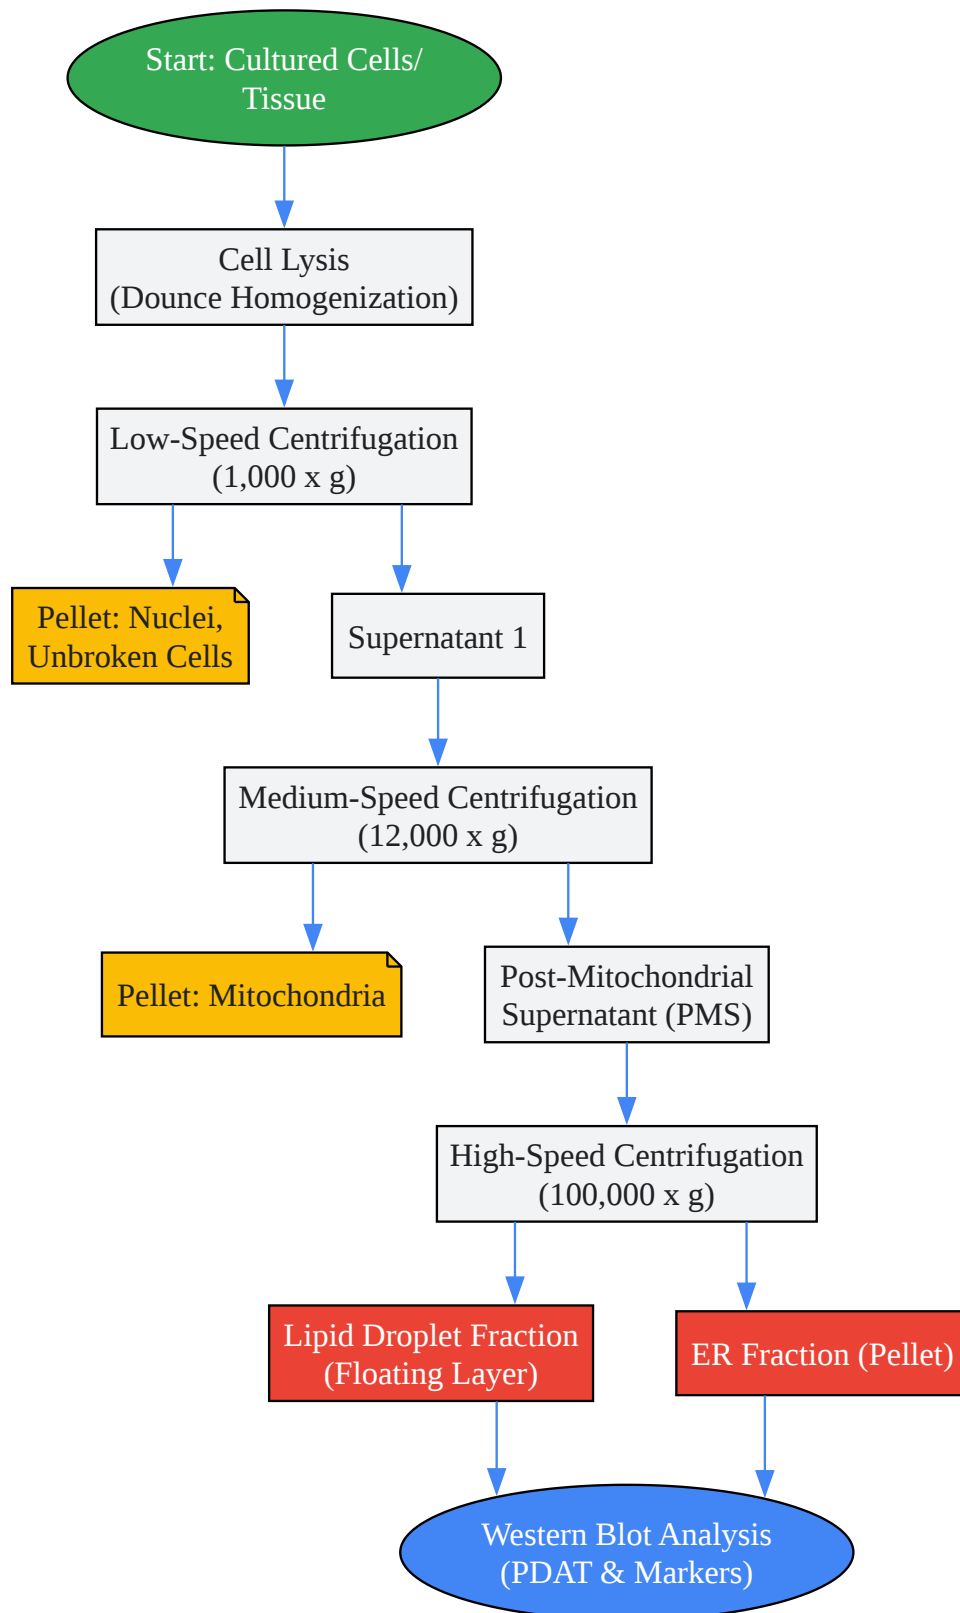 Start: Cultured Cells/
Tissue
Cell Lysis
(Dounce Homogenization)
Low-Speed Centrifugation
(1,000 x g)
Pellet: Nuclei,
Unbroken Cells
Supernatant 1
Medium-Speed Centrifugation
(12,000 x g)
Pellet: Mitochondria
Post-Mitochondrial
Supernatant (PMS)
High-Speed Centrifugation
(100,000 x g)
Lipid Droplet Fraction
(Floating Layer)
ER Fraction (Pellet)
Western Blot Analysis
(PDAT & Markers)